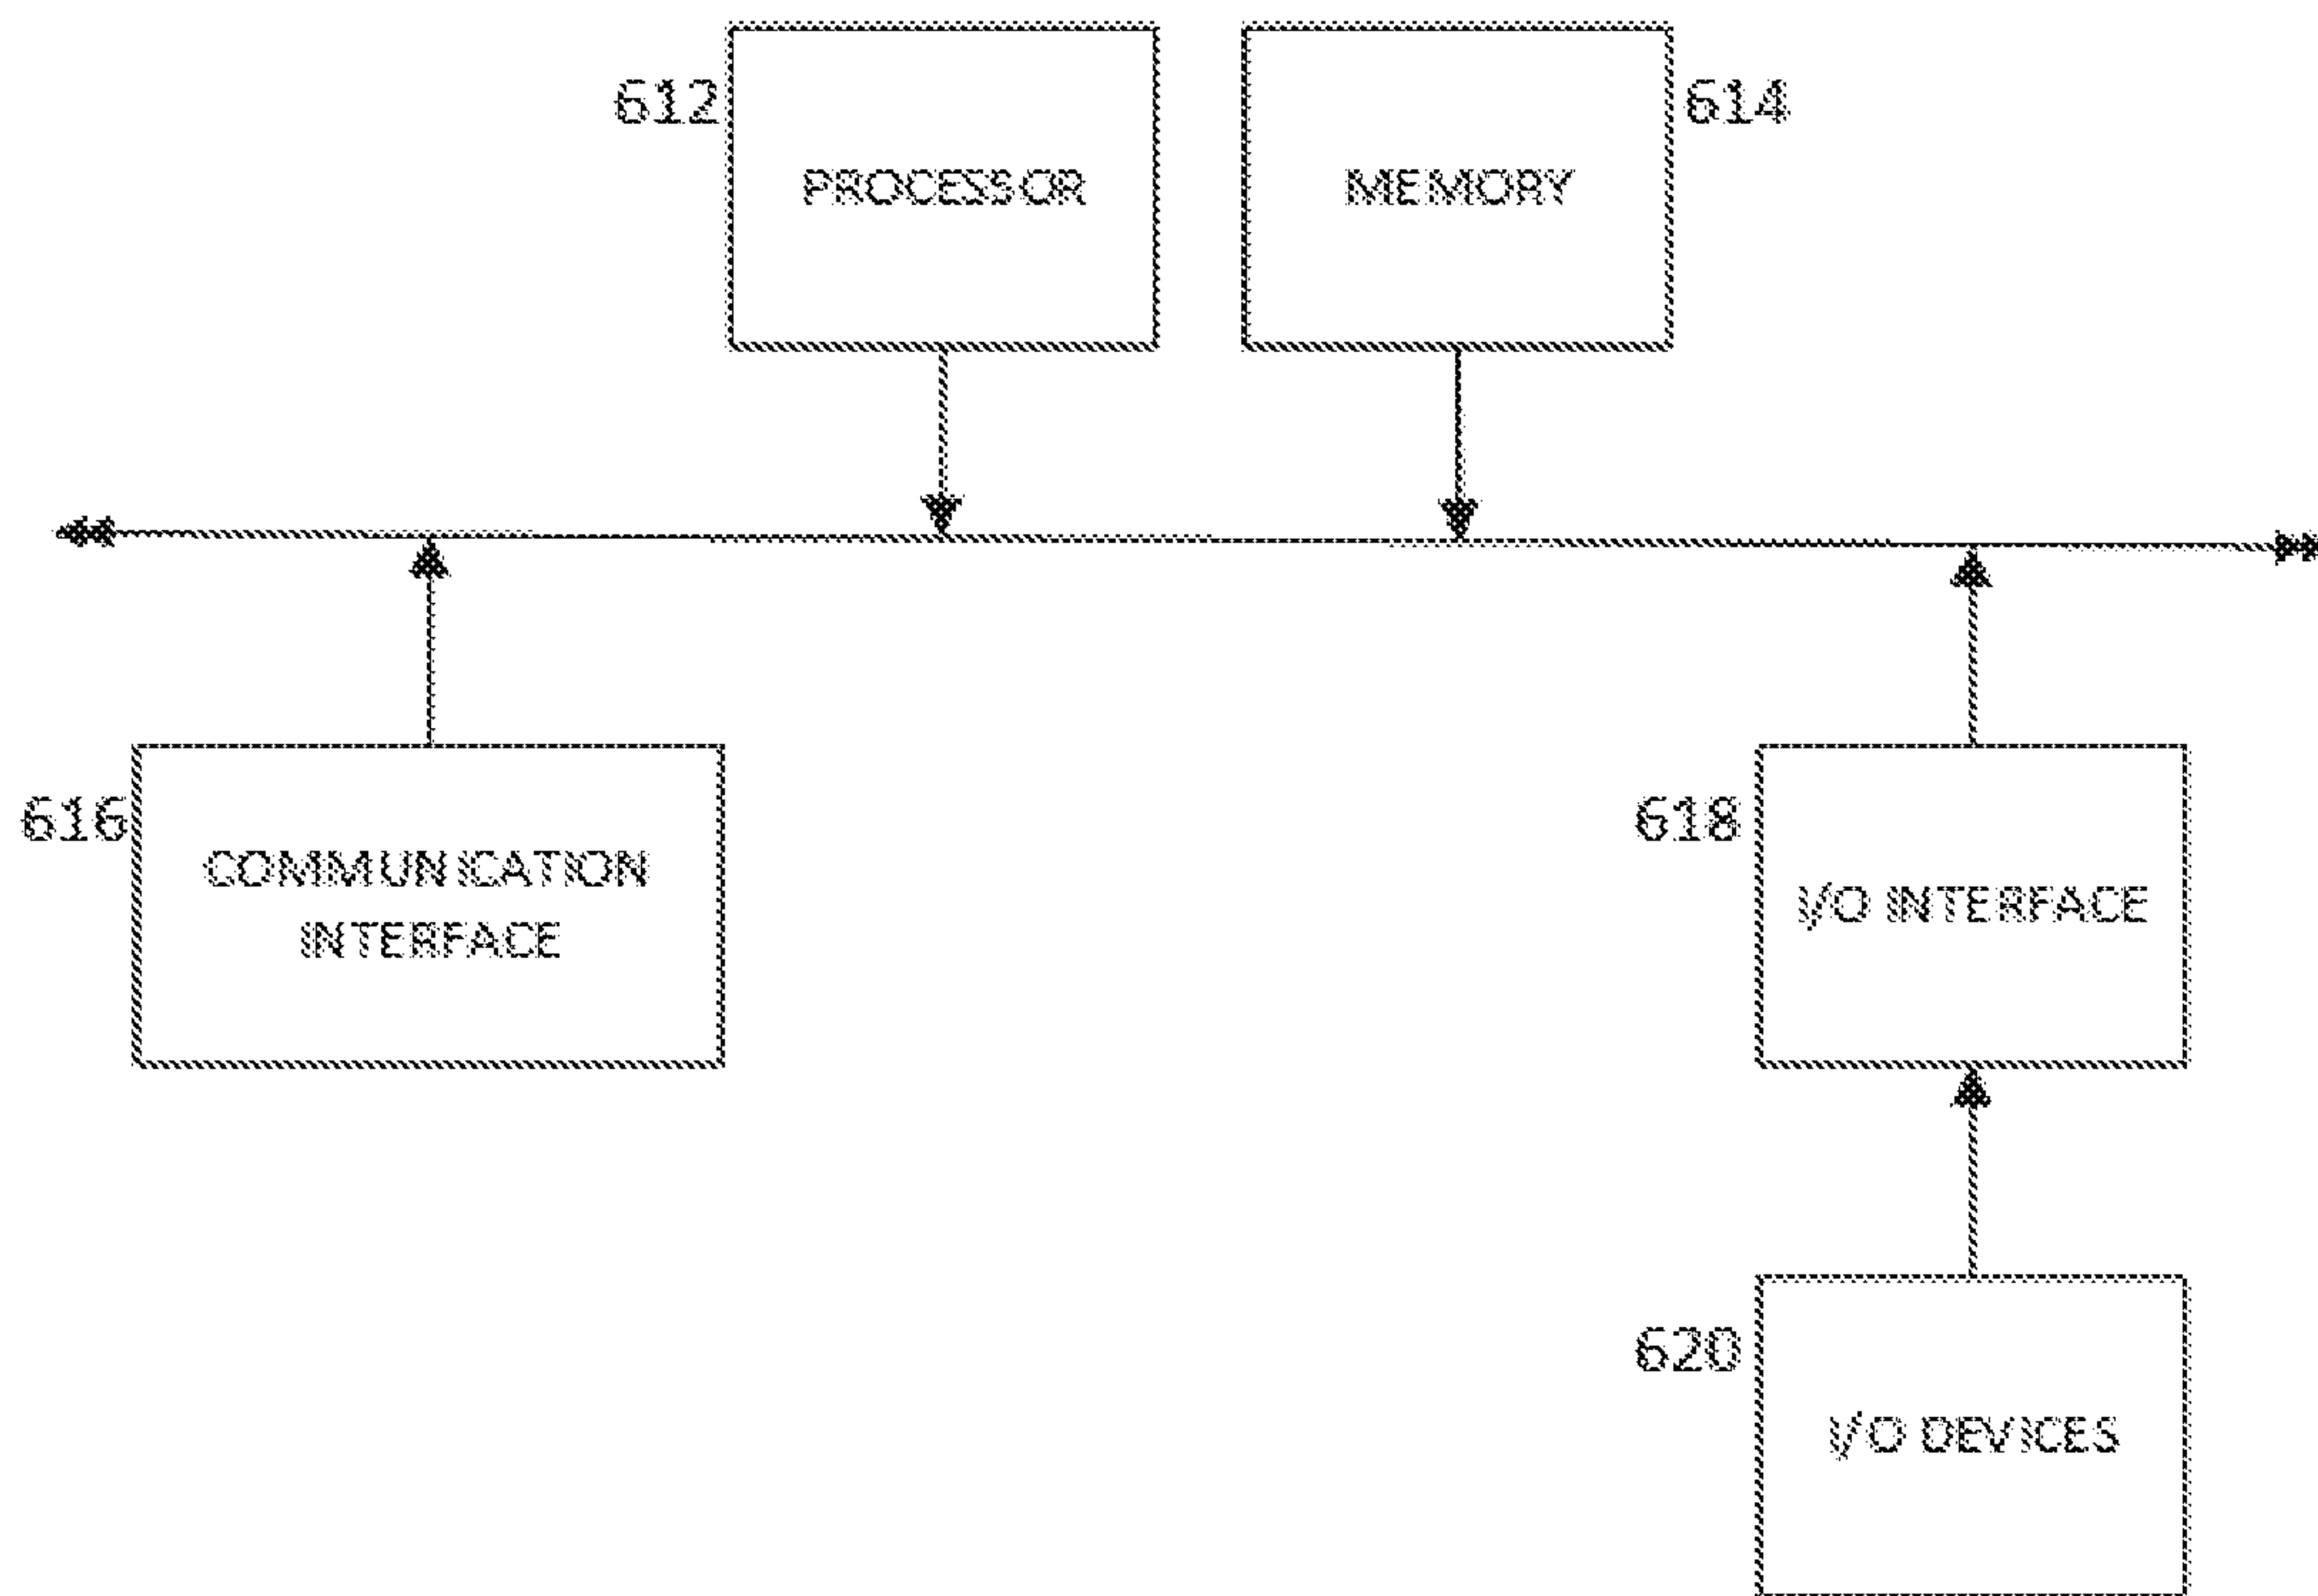 612
PROCESSOR
MEMORY
614
616
COMMUNICATION
INTERFACE
618
I/O INTERFACE
620
I/O DEVICES